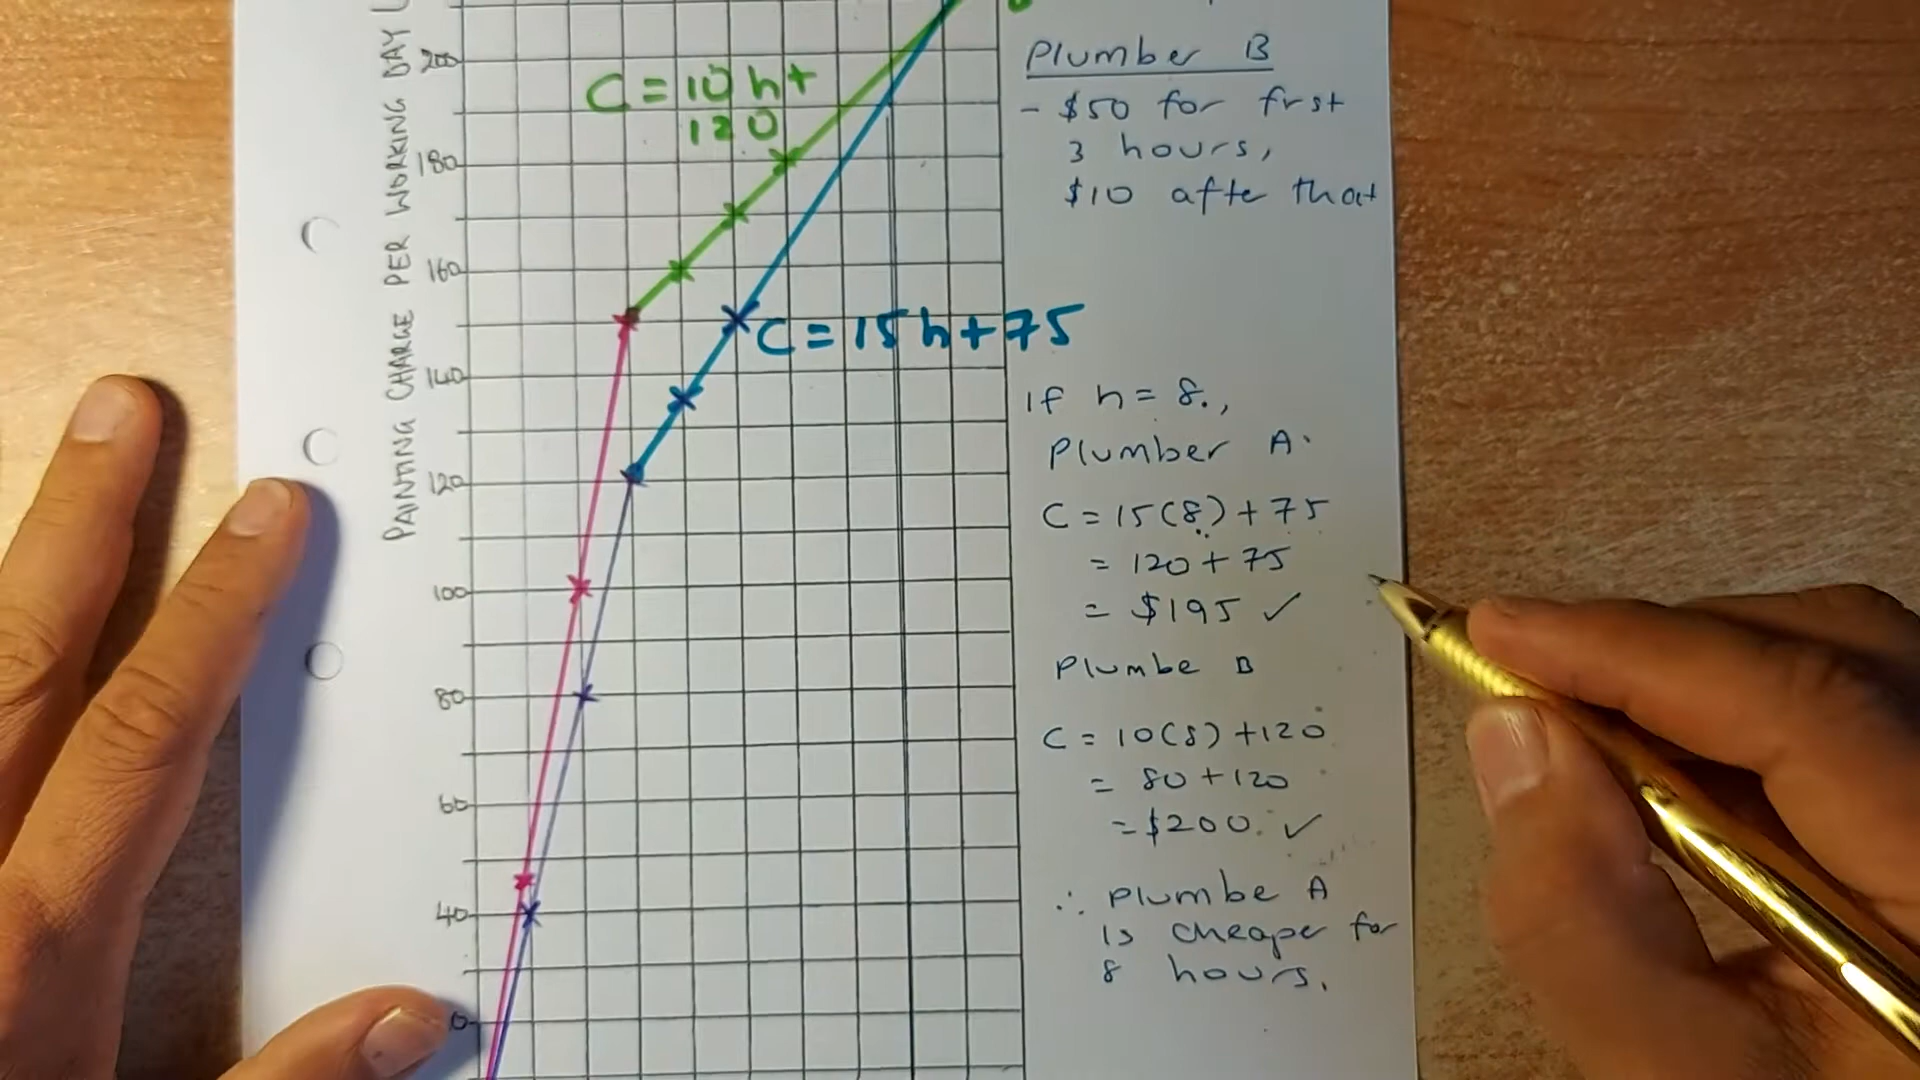 PAINTING CHARGE PER WORKING DAY
200
180
160
140
120
100
80
60
40
0
C = 10h +
120
C = 15h + 75
Plumber B
- $50 for frst
3 hours,
$10 after that
If h = 8.,
Plumber A.
C = 15(8) + 75
= 120 + 75
= $195 ✓
Plumbe B
C = 10(8) + 120
= 80 + 120
= $200. ✓
∴ Plumbe A
is cheaper for
8 hours.